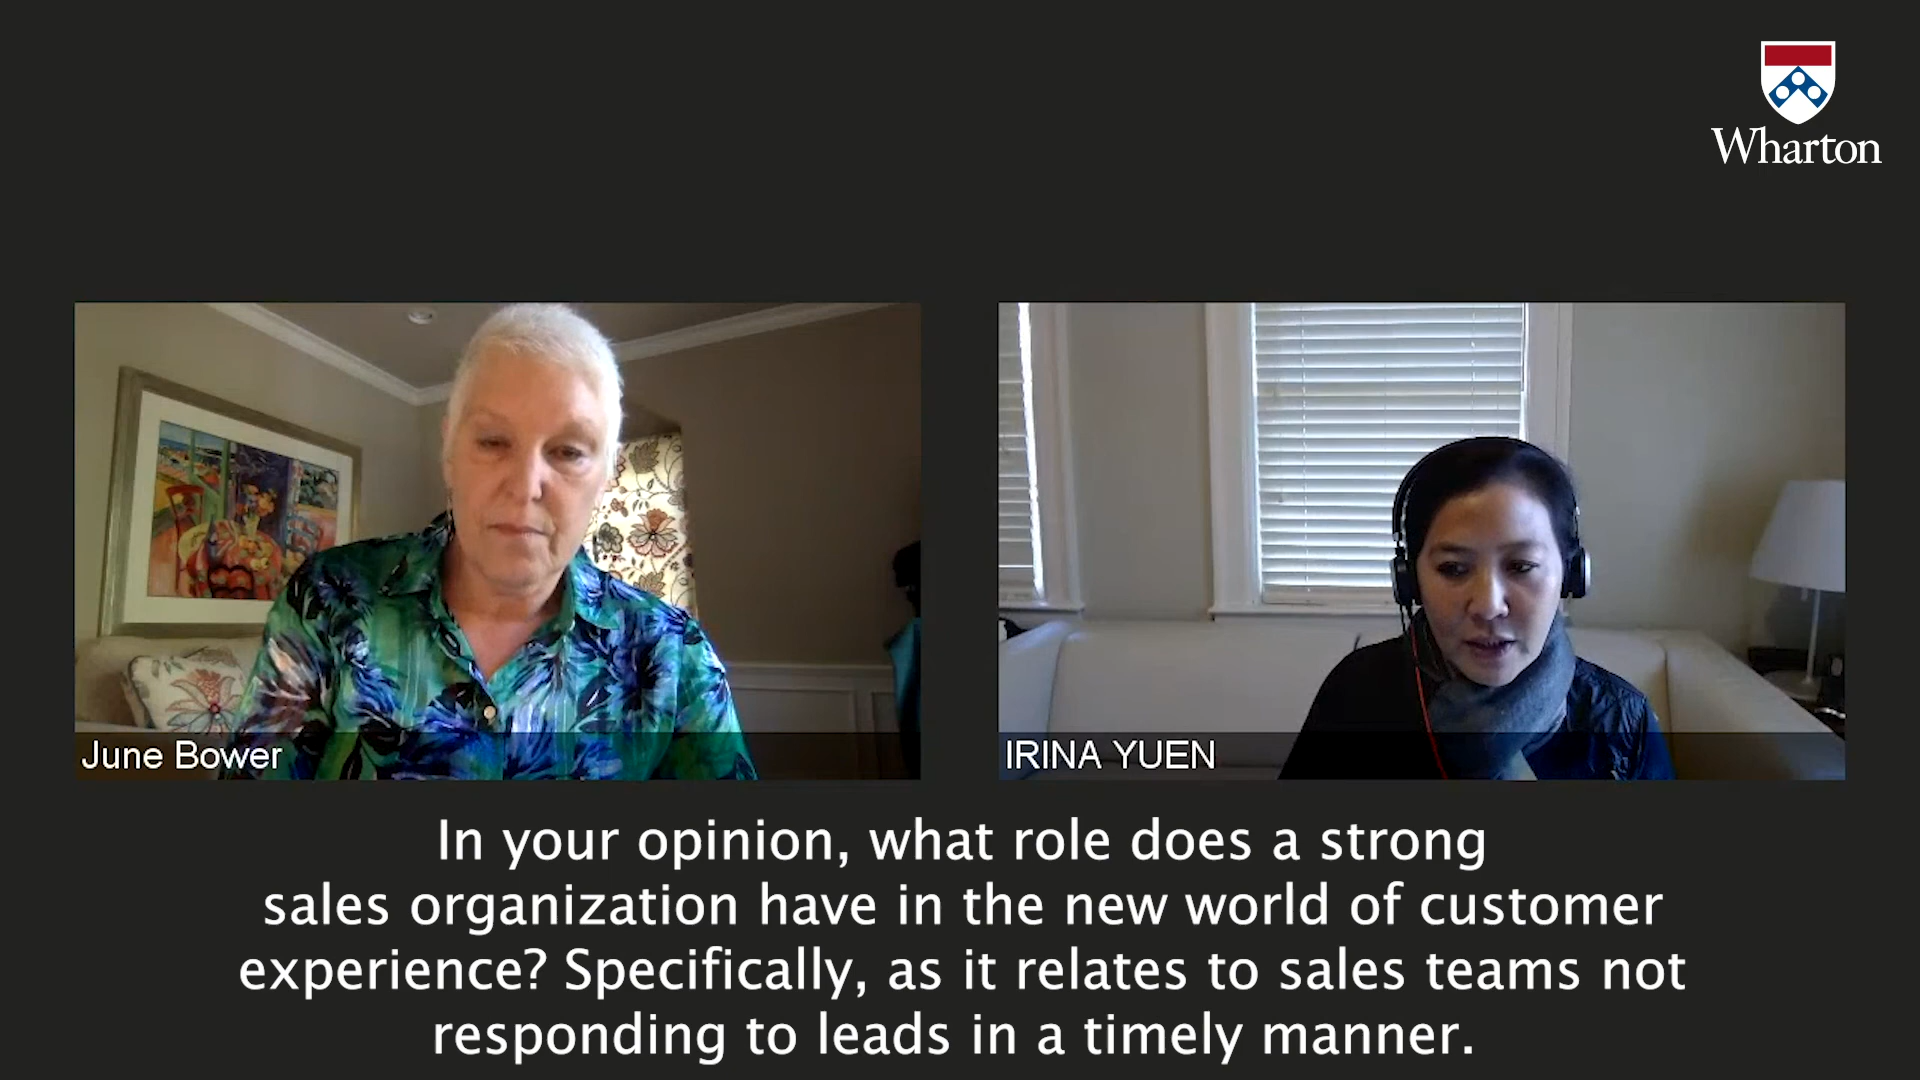 Wharton
June Bower
IRINA YUEN
In your opinion, what role does a strong
sales organization have in the new world of customer
experience? Specifically, as it relates to sales teams not
responding to leads in a timely manner.